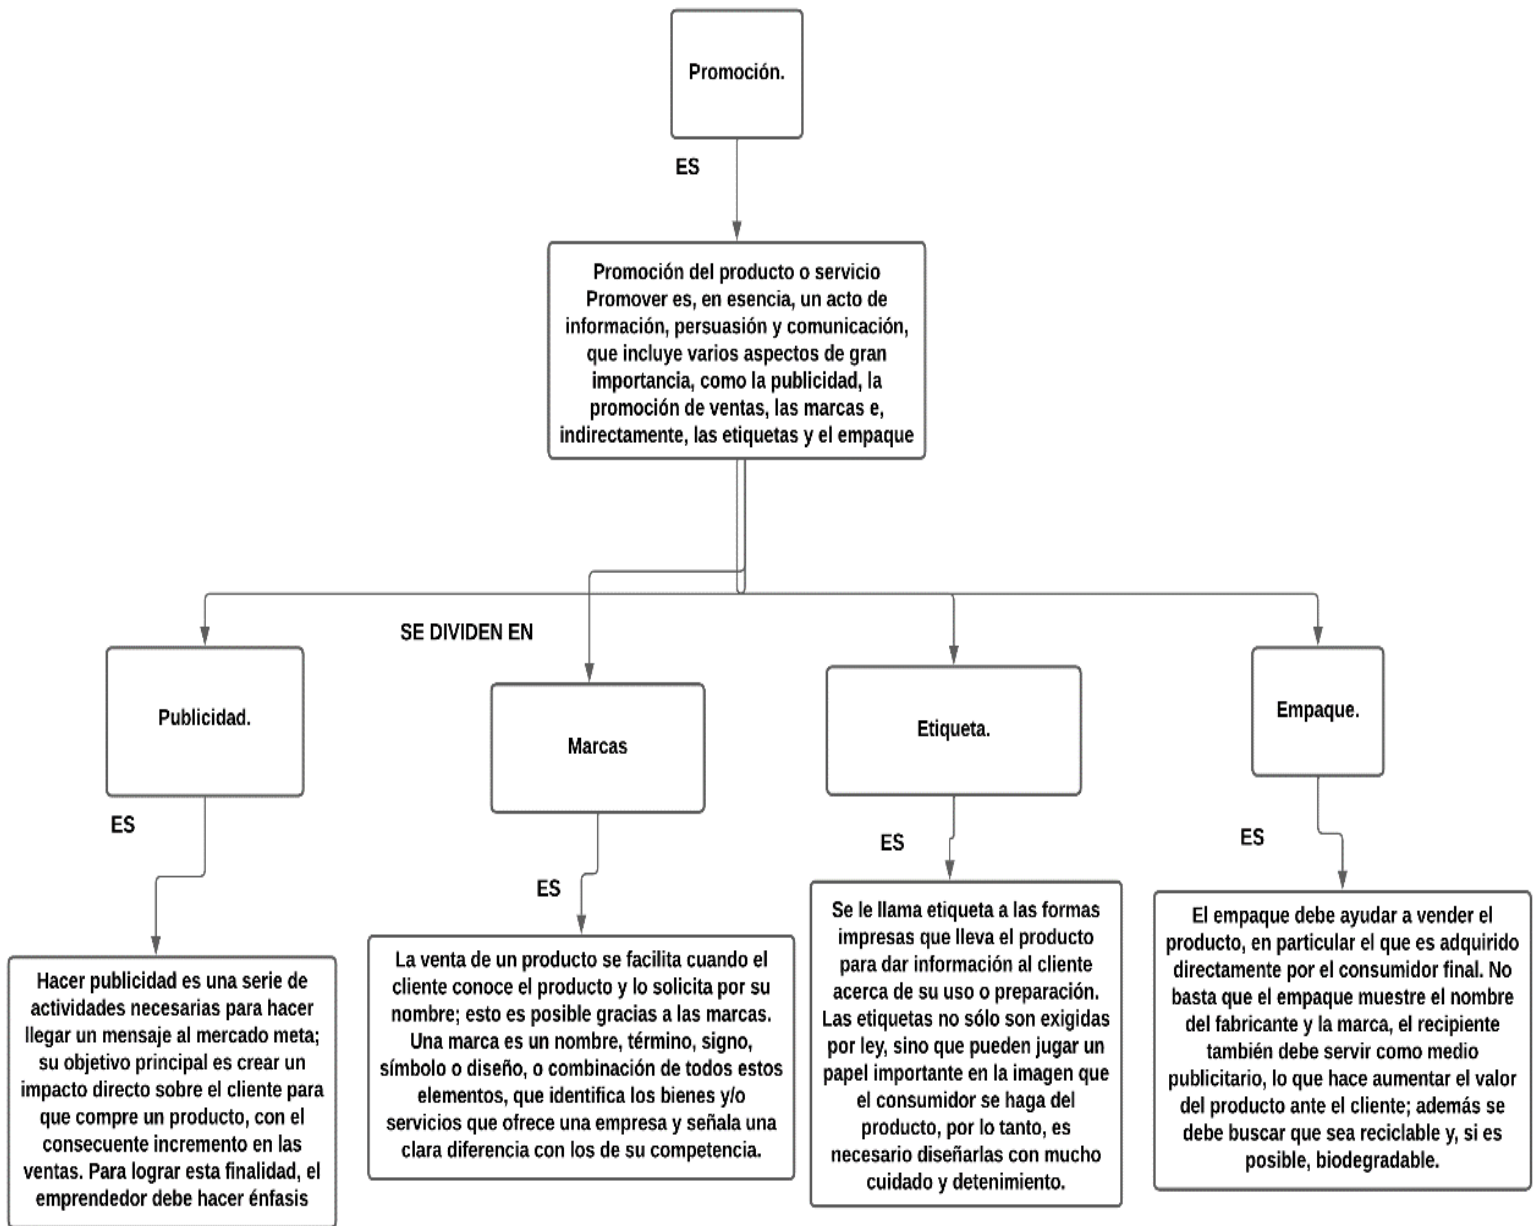 Promoción.
ES
Promoción del producto o servicio
Promover es, en esencia, un acto de
información, persuasión y comunicación,
que incluye varios aspectos de gran
importancia, como la publicidad, la
promoción de ventas, las marcas e,
indirectamente, las etiquetas y el empaque
SE DIVIDEN EN
Publicidad.
ES
Hacer publicidad es una serie de
actividades necesarias para hacer
llegar un mensaje al mercado meta;
su objetivo principal es crear un
impacto directo sobre el cliente para
que compre un producto, con el
consecuente incremento en las
ventas. Para lograr esta finalidad, el
emprendedor debe hacer énfasis
Marcas
ES
La venta de un producto se facilita cuando el
cliente conoce el producto y lo solicita por su
nombre; esto es posible gracias a las marcas.
Una marca es un nombre, término, signo,
símbolo o diseño, o combinación de todos estos
elementos, que identifica los bienes y/o
servicios que ofrece una empresa y señala una
clara diferencia con los de su competencia.
Etiqueta.
ES
Se le llama etiqueta a las formas
impresas que lleva el producto
para dar información al cliente
acerca de su uso o preparación.
Las etiquetas no sólo son exigidas
por ley, sino que pueden jugar un
papel importante en la imagen que
el consumidor se haga del
producto, por lo tanto, es
necesario diseñarlas con mucho
cuidado y detenimiento.
Empaque.
ES
El empaque debe ayudar a vender el
producto, en particular el que es adquirido
directamente por el consumidor final. No
basta que el empaque muestre el nombre
del fabricante y la marca, el recipiente
también debe servir como medio
publicitario, lo que hace aumentar el valor
del producto ante el cliente; además se
debe buscar que sea reciclable y, si es
posible, biodegradable.